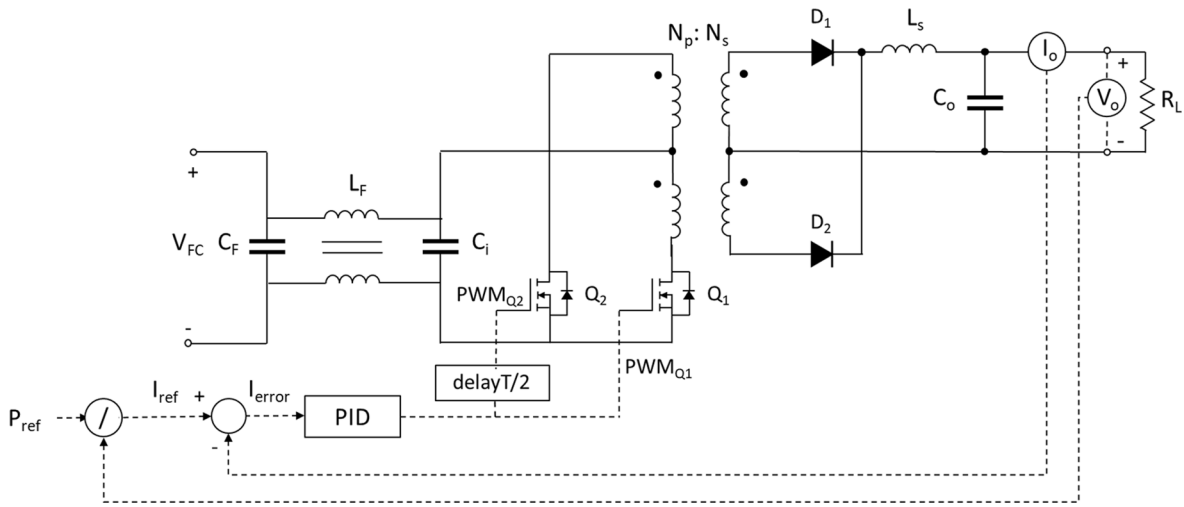 Np: Ns
D1
Ls
Io
+
Vo
-
Co
RL
+
LF
VFC
CF
Ci
-
D2
PWMQ2
Q2
Q1
PWMQ1
delayT/2
Pref
/
Iref
+
-
Ierror
PID